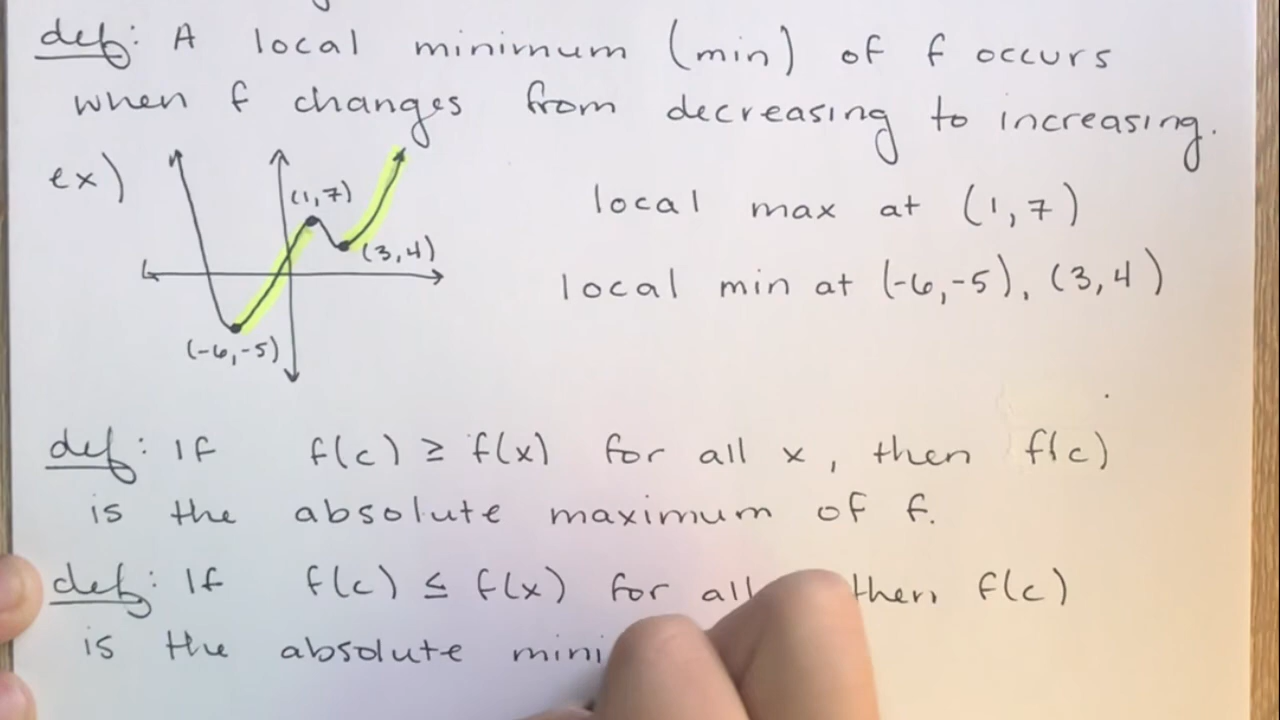 def: A local minimum (min) of f occurs
when f changes from decreasing to increasing.
ex)
(1,7)
(3,4)
(-6,-5)
local max at (1,7)
local min at (-6,-5), (3,4)
def: If f(c) ≥ f(x) for all x, then f(c)
is the absolute maximum of f.
def: If f(c) ≤ f(x) for all then f(c)
is the absolute mini